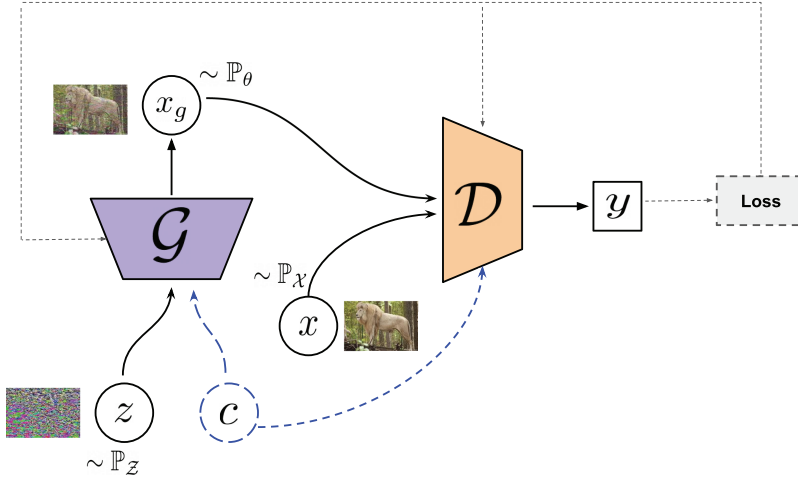 ∼ ℙ_θ
x_g
𝒢
𝒟
y
Loss
∼ ℙ_𝒳
x
z
c
∼ ℙ_𝒵